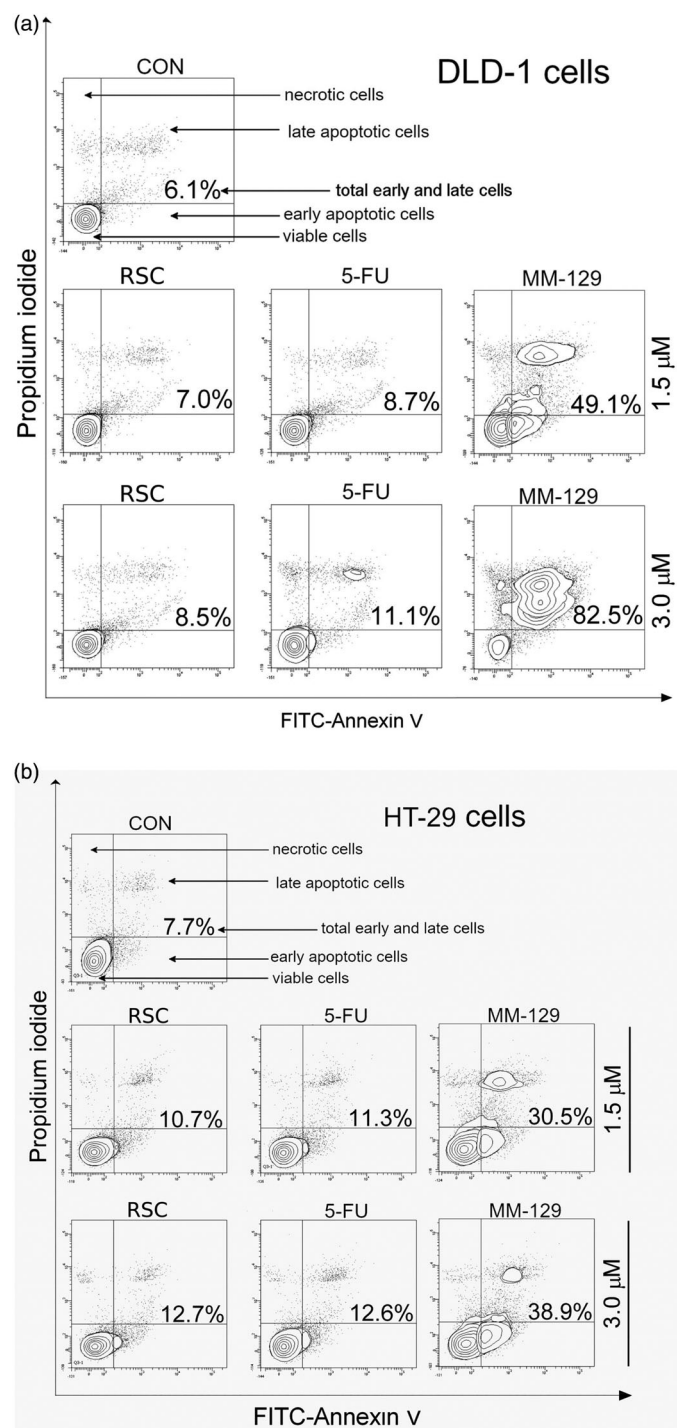 (a)
DLD-1 cells
CON
necrotic cells
late apoptotic cells
6.1%
total early and late cells
early apoptotic cells
viable cells
Propidium iodide
RSC
5-FU
MM-129
7.0%
8.7%
49.1%
1.5 μM
RSC
5-FU
MM-129
8.5%
11.1%
82.5%
3.0 μM
FITC-Annexin V
(b)
HT-29 cells
CON
necrotic cells
late apoptotic cells
7.7%
total early and late cells
early apoptotic cells
viable cells
Propidium iodide
RSC
5-FU
MM-129
10.7%
11.3%
30.5%
1.5 μM
RSC
5-FU
MM-129
12.7%
12.6%
38.9%
3.0 μM
FITC-Annexin V